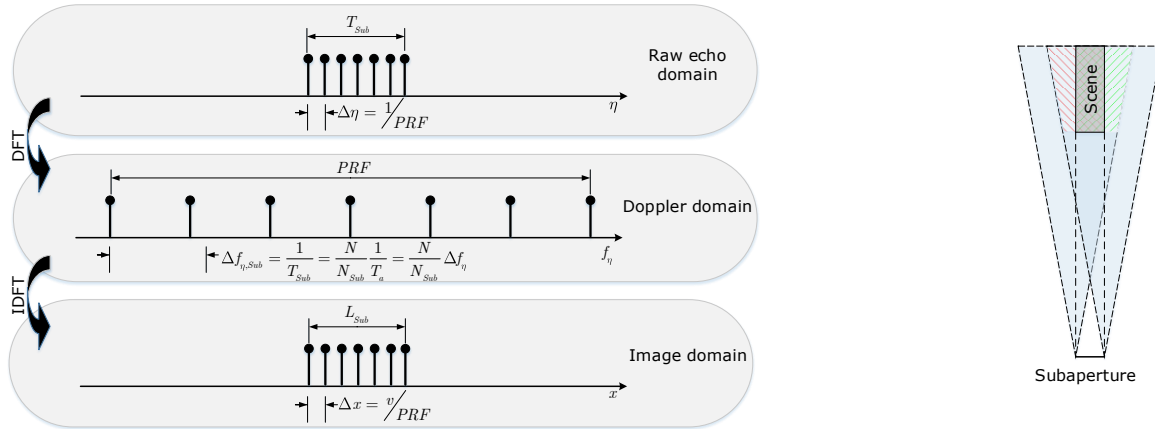 T_Sub
Raw echo
domain
Δη = 1/PRF
η
DFT
PRF
Doppler domain
Δf_η,Sub = 1/T_Sub = N/N_Sub 1/T_a = N/N_Sub Δf_η
f_η
IDFT
L_Sub
Image domain
Δx = v/PRF
x
Scene
Subaperture